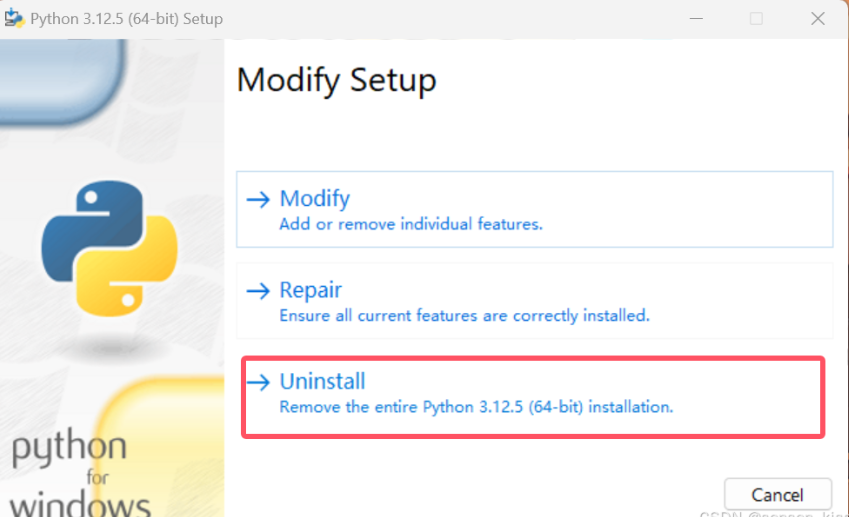 Python 3.12.5 (64-bit) Setup
Modify Setup
Modify
Add or remove individual features.
Repair
Ensure all current features are correctly installed.
Uninstall
Remove the entire Python 3.12.5 (64-bit) installation.
python
for
windows
Cancel